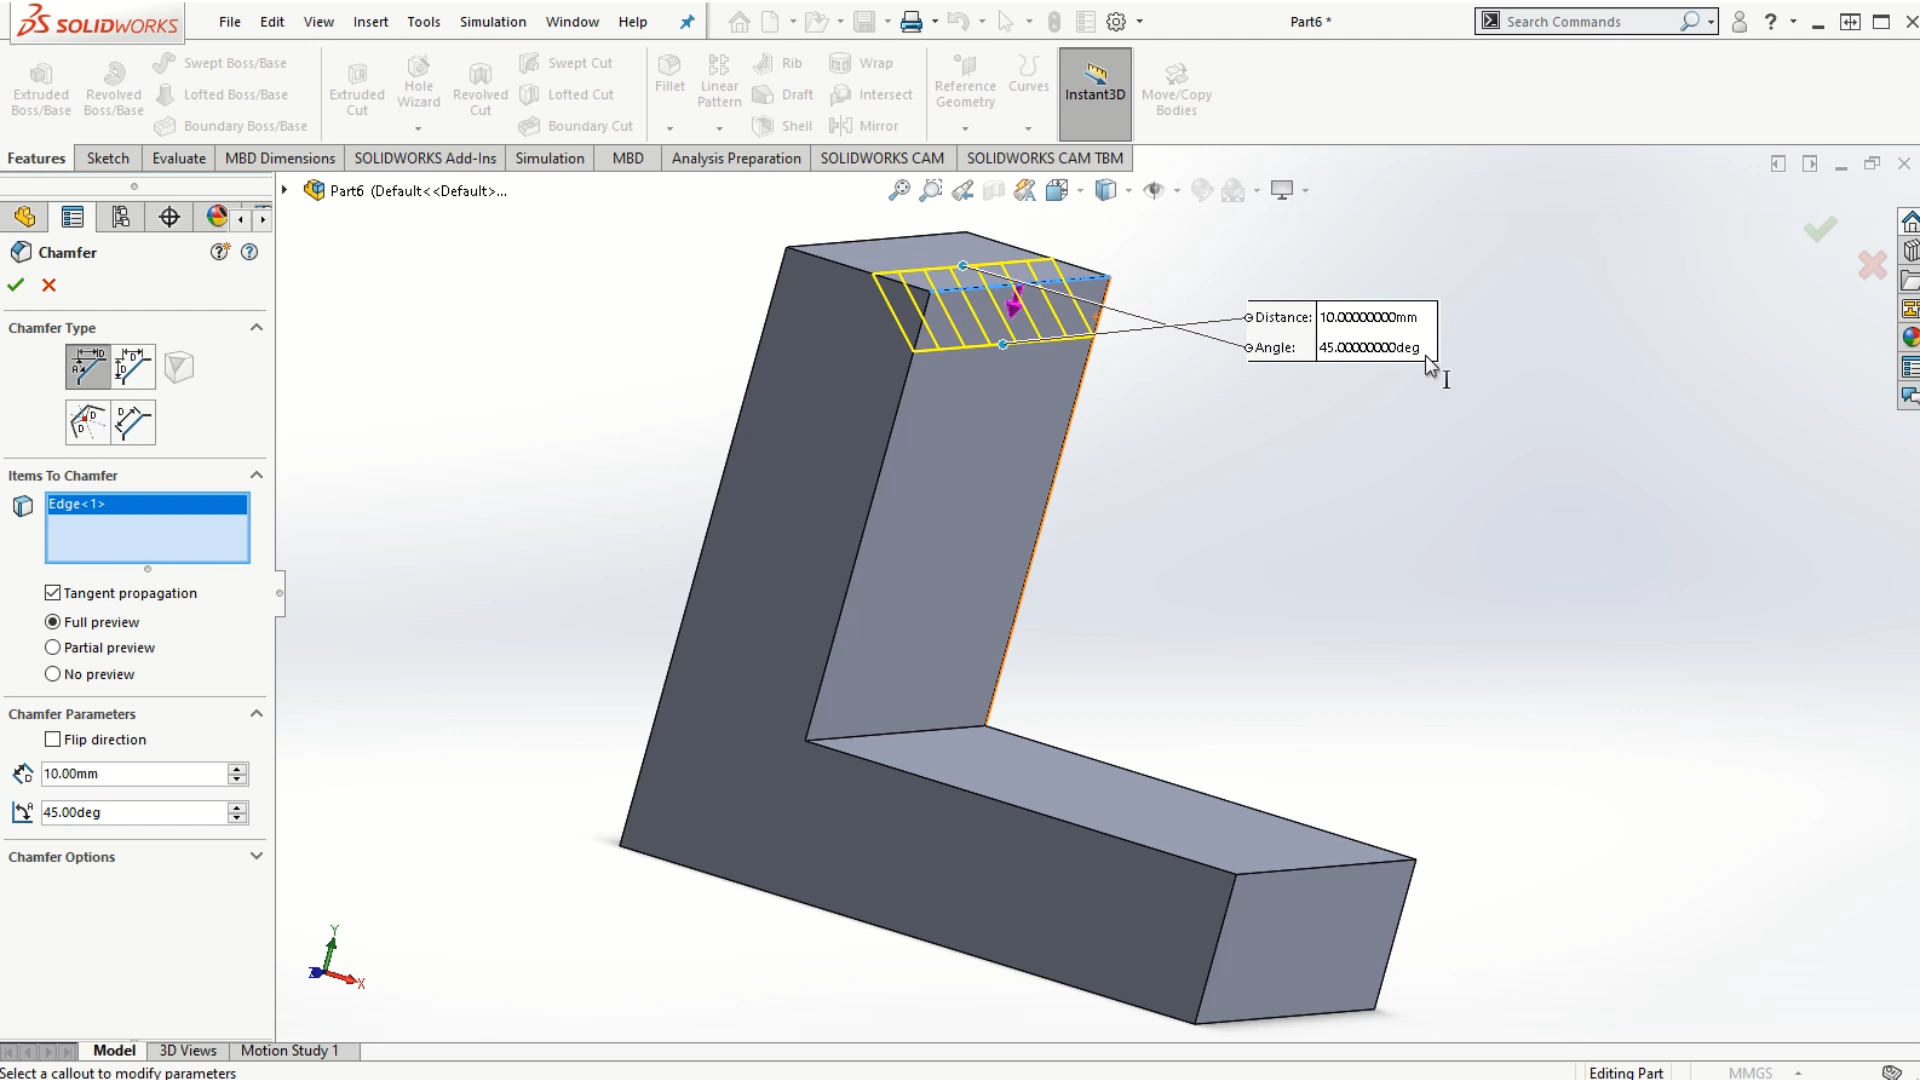 SOLIDWORKS
File Edit View Insert Tools Simulation Window Help
Part6 *
Search Commands
Extruded Boss/Base
Revolved Boss/Base
Swept Boss/Base
Lofted Boss/Base
Boundary Boss/Base
Extruded Cut
Hole Wizard
Revolved Cut
Swept Cut
Lofted Cut
Boundary Cut
Fillet
Linear Pattern
Rib
Draft
Shell
Wrap
Intersect
Mirror
Reference Geometry
Curves
Instant3D
Move/Copy Bodies
Features Sketch Evaluate MBD Dimensions SOLIDWORKS Add-Ins Simulation MBD Analysis Preparation SOLIDWORKS CAM SOLIDWORKS CAM TBM
Part6 (Default<<Default>...
Chamfer
Chamfer Type
Items To Chamfer
Edge<1>
Tangent propagation
Full preview
Partial preview
No preview
Chamfer Parameters
Flip direction
10.00mm
45.00deg
Chamfer Options
Distance: 10.00000000mm
Angle: 45.00000000deg
Y
Z
X
Model 3D Views Motion Study 1
Select a callout to modify parameters
Editing Part
MMGS